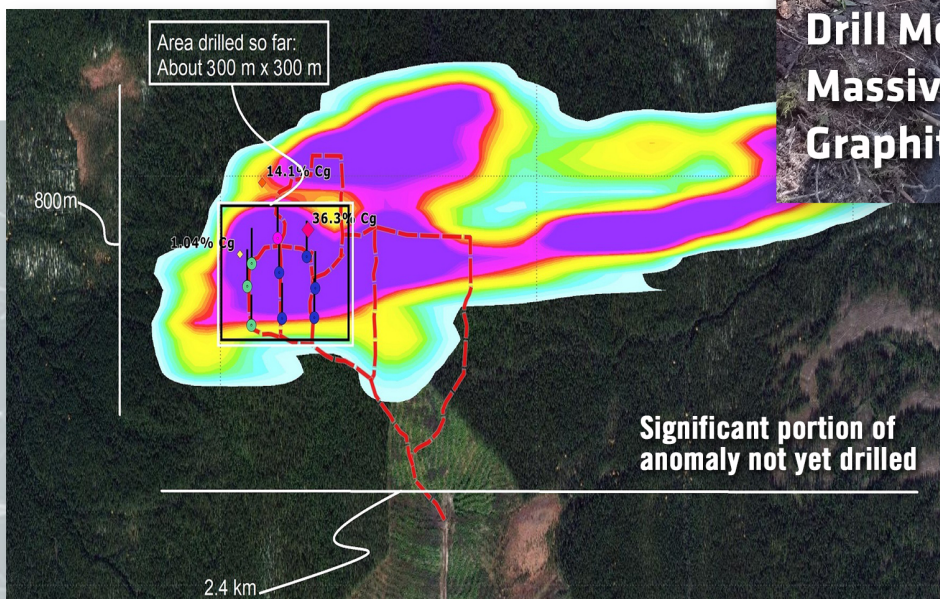 Area drilled so far:
About 300 m x 300 m
Drill
Massiv
Graphit
14.1% Cg
800m
36.3% Cg
1.04% Cg
Significant portion of
anomaly not yet drilled
2.4 km